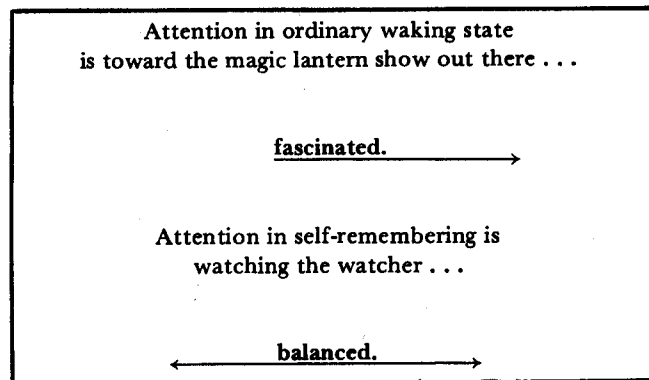 Attention in ordinary waking state
is toward the magic lantern show out there . . .
fascinated.
Attention in self-remembering is
watching the watcher . . .
balanced.